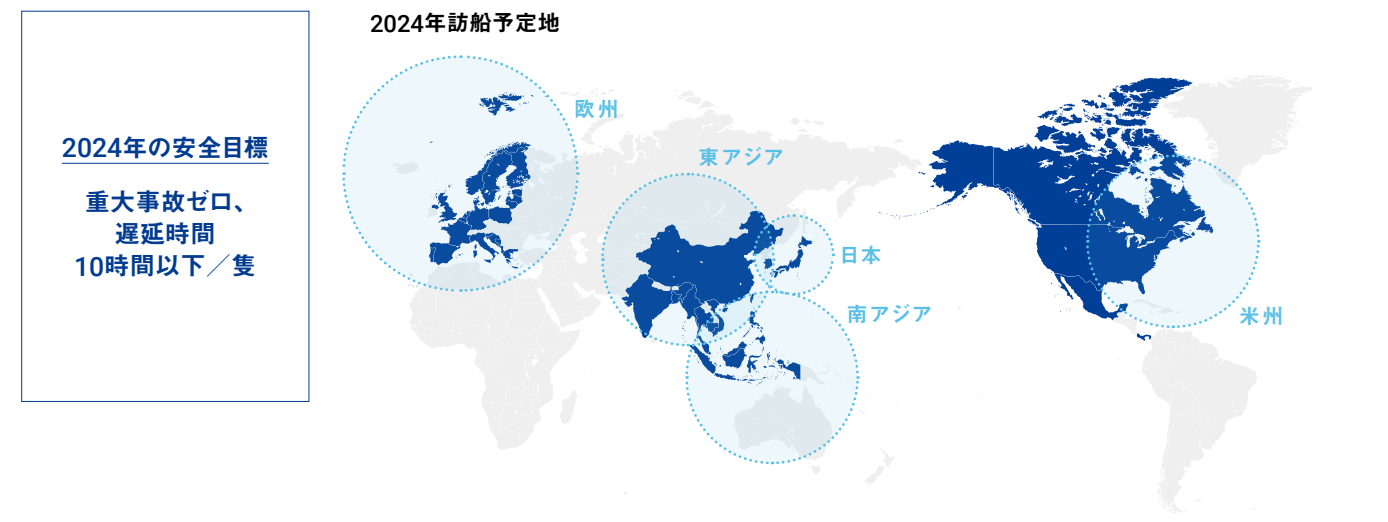 2024年の安全目標
重大事故ゼロ、
遅延時間
10時間以下／隻
2024年訪船予定地
欧州
東アジア
日本
南アジア
米州